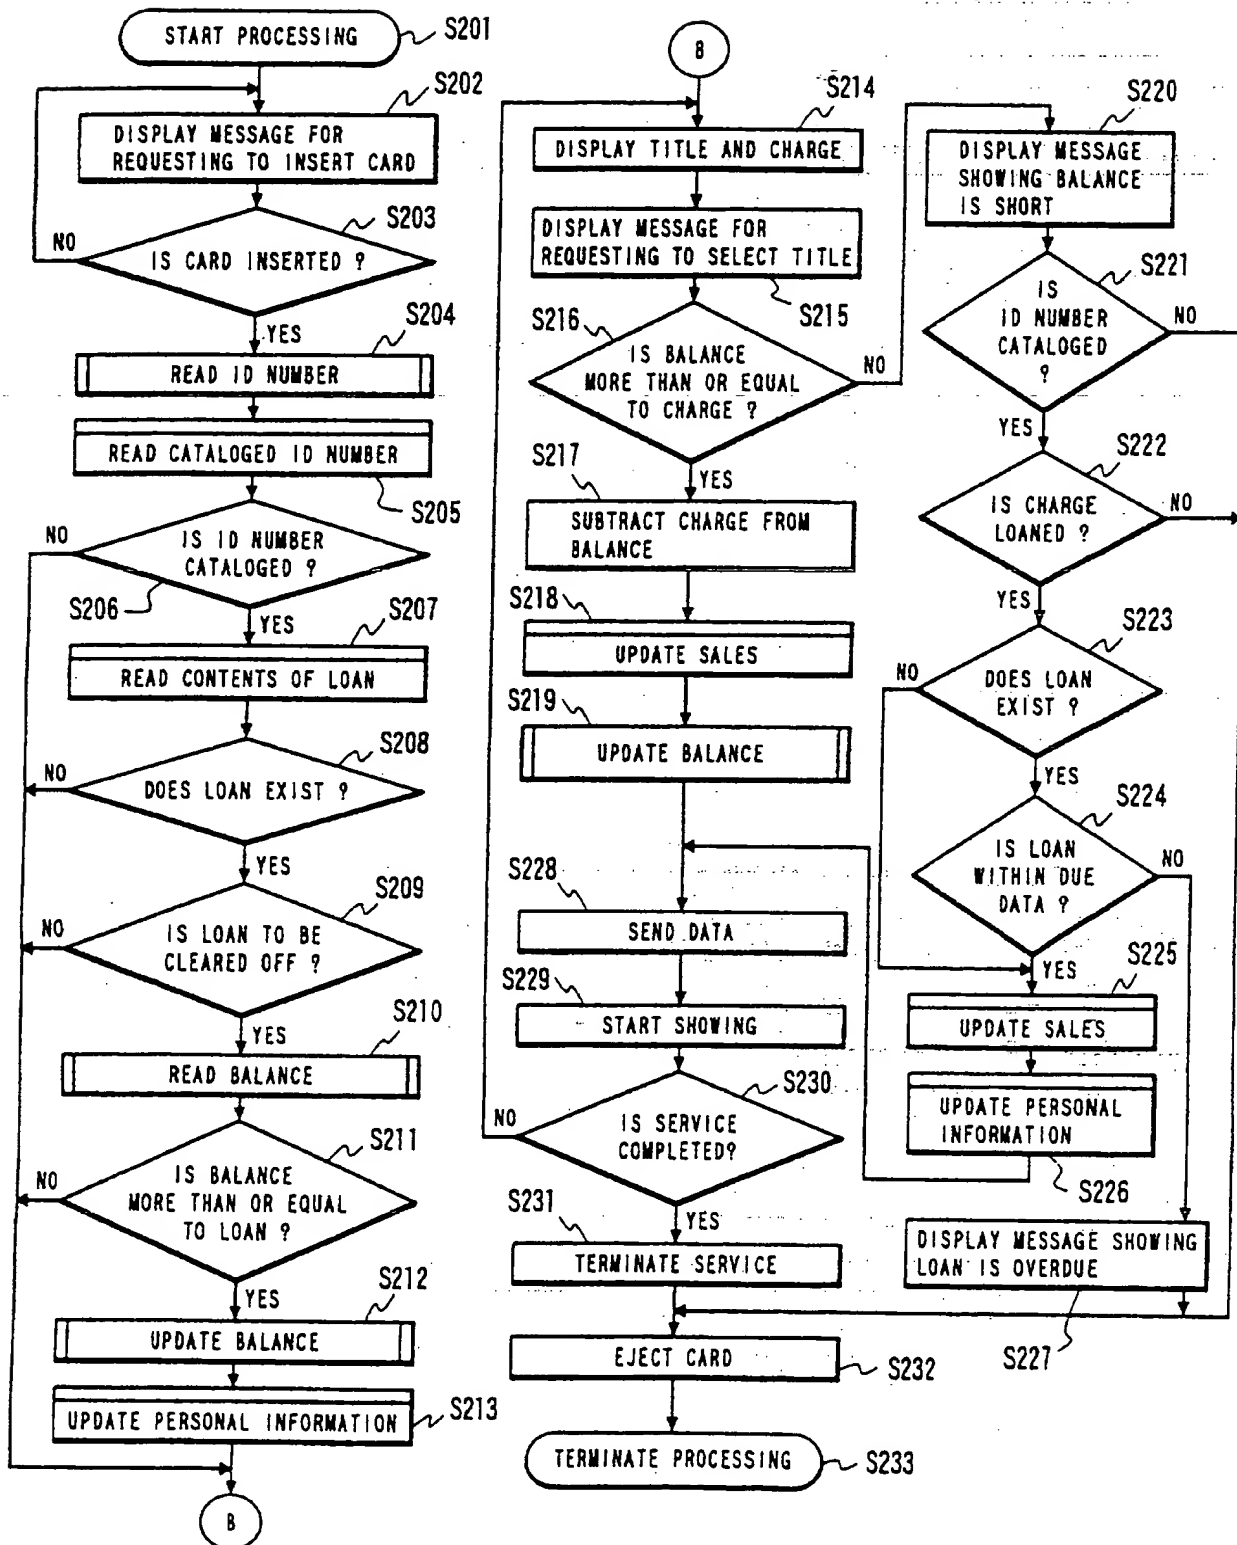 START PROCESSING
S201
S202
DISPLAY MESSAGE FOR
REQUESTING TO INSERT CARD
S203
NO
IS CARD INSERTED ?
YES
S204
READ ID NUMBER
READ CATALOGED ID NUMBER
S205
NO
IS ID NUMBER
CATALOGED ?
S206
YES
S207
READ CONTENTS OF LOAN
S208
NO
DOES LOAN EXIST ?
YES
S209
NO
IS LOAN TO BE
CLEARED OFF ?
YES
S210
READ BALANCE
S211
NO
IS BALANCE
MORE THAN OR EQUAL
TO LOAN ?
YES
S212
UPDATE BALANCE
UPDATE PERSONAL INFORMATION
S213
B
B
S214
DISPLAY TITLE AND CHARGE
DISPLAY MESSAGE FOR
REQUESTING TO SELECT TITLE
S215
S216
IS BALANCE
MORE THAN OR EQUAL
TO CHARGE ?
NO
S217
YES
SUBTRACT CHARGE FROM
BALANCE
S218
UPDATE SALES
S219
UPDATE BALANCE
S228
SEND DATA
S229
START SHOWING
S230
NO
IS SERVICE
COMPLETED?
S231
YES
TERMINATE SERVICE
EJECT CARD
S232
TERMINATE PROCESSING
S233
S220
DISPLAY MESSAGE
SHOWING BALANCE
IS SHORT
S221
IS
ID NUMBER
CATALOGED
?
NO
YES
S222
IS CHARGE
LOANED ?
NO
YES
S223
NO
DOES LOAN
EXIST ?
YES
S224
IS LOAN
WITHIN DUE
DATA ?
NO
YES
S225
UPDATE SALES
UPDATE PERSONAL
INFORMATION
S226
DISPLAY MESSAGE SHOWING
LOAN IS OVERDUE
S227